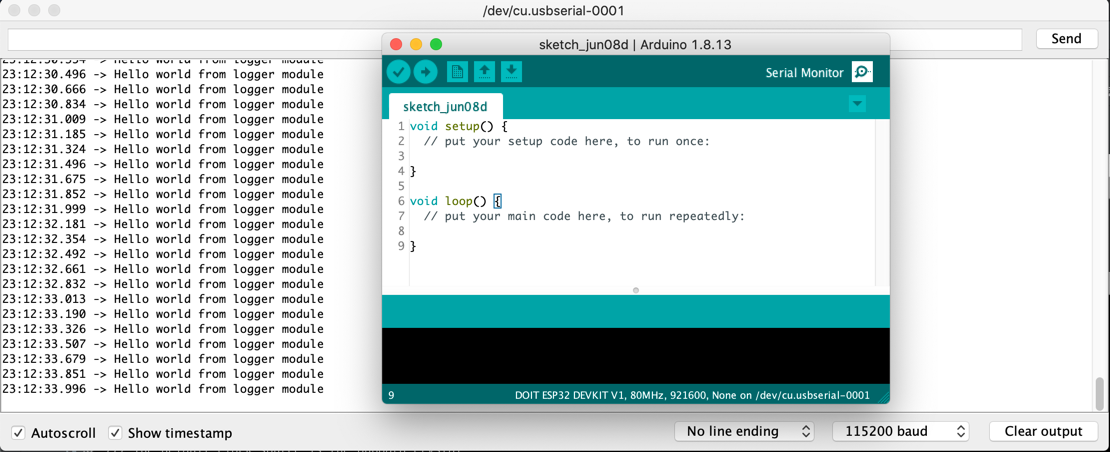 /dev/cu.usbserial-0001
Send
23:12:30.496 -> Hello world from logger module
23:12:30.666 -> Hello world from logger module
23:12:30.834 -> Hello world from logger module
23:12:31.009 -> Hello world from logger module
23:12:31.185 -> Hello world from logger module
23:12:31.324 -> Hello world from logger module
23:12:31.496 -> Hello world from logger module
23:12:31.675 -> Hello world from logger module
23:12:31.852 -> Hello world from logger module
23:12:31.999 -> Hello world from logger module
23:12:32.181 -> Hello world from logger module
23:12:32.354 -> Hello world from logger module
23:12:32.492 -> Hello world from logger module
23:12:32.661 -> Hello world from logger module
23:12:32.832 -> Hello world from logger module
23:12:33.013 -> Hello world from logger module
23:12:33.190 -> Hello world from logger module
23:12:33.326 -> Hello world from logger module
23:12:33.507 -> Hello world from logger module
23:12:33.679 -> Hello world from logger module
23:12:33.851 -> Hello world from logger module
23:12:33.996 -> Hello world from logger module
sketch_jun08d | Arduino 1.8.13
Serial Monitor
sketch_jun08d
1 void setup() {
2 // put your setup code here, to run once:
3
4 }
5
6 void loop() {
7 // put your main code here, to run repeatedly:
8
9 }
9 DOIT ESP32 DEVKIT V1, 80MHz, 921600, None on /dev/cu.usbserial-0001
Autoscroll Show timestamp No line ending 115200 baud Clear output